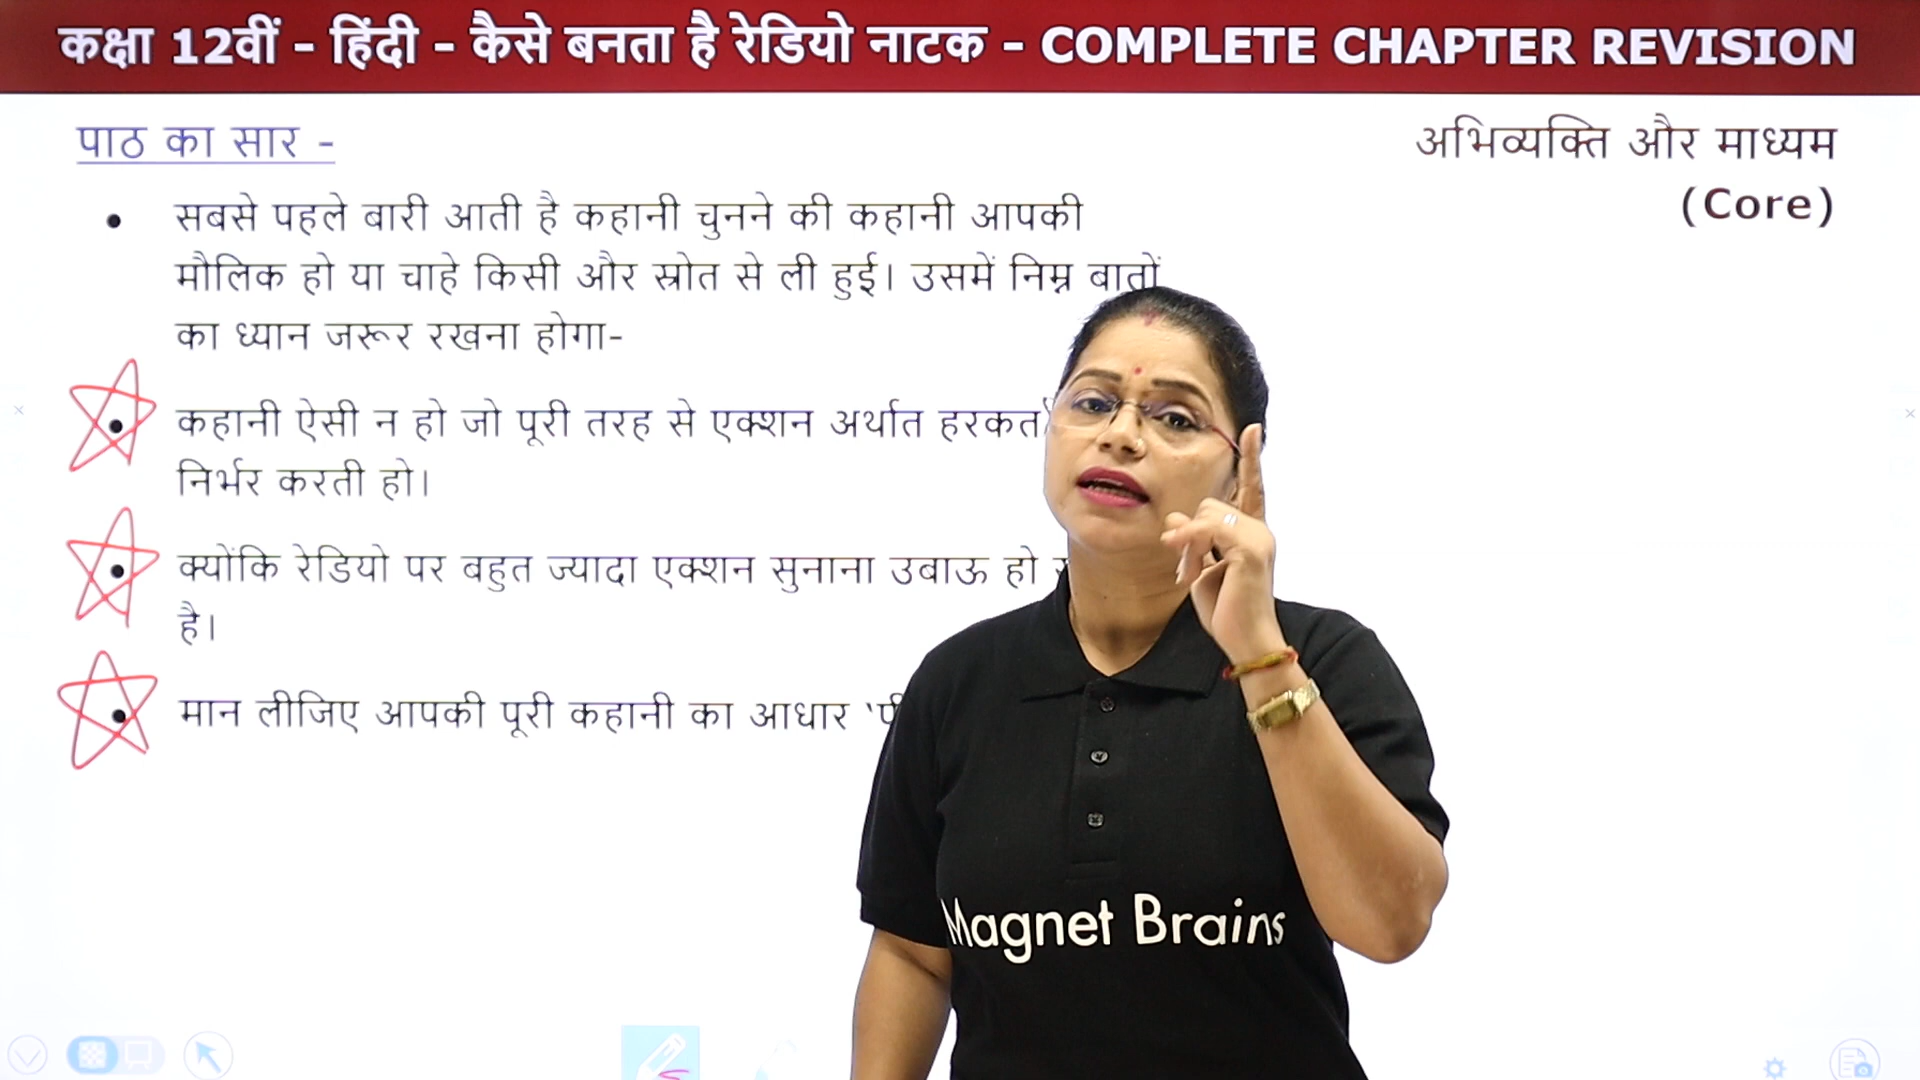 कक्षा 12वीं - हिंदी - कैसे बनता है रेडियो नाटक - COMPLETE CHAPTER REVISION
पाठ का सार -
अभिव्यक्ति और माध्यम
(Core)
सबसे पहले बारी आती है कहानी चुनने की कहानी आपकी
मौलिक हो या चाहे किसी और स्रोत से ली हुई। उसमें निम्न बातों
का ध्यान जरूर रखना होगा-
कहानी ऐसी न हो जो पूरी तरह से एक्शन अर्थात
निर्भर करती हो।
क्योंकि रेडियो पर बहुत ज्यादा एक्शन सुनाना उबाऊ हो
है।
मान लीजिए आपकी पूरी कहानी का आधार
Magnet Brains